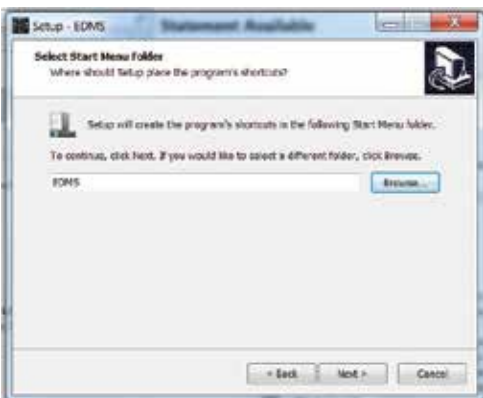 Setup - EDMS
Statement Available
Select Start Menu Folder
Where should Setup place the program's shortcuts?
Setup will create the program's shortcuts in the following Start Menu folder.
To continue, click Next. If you would like to select a different folder, click Browse.
EDMS
Browse...
< Back
Next >
Cancel